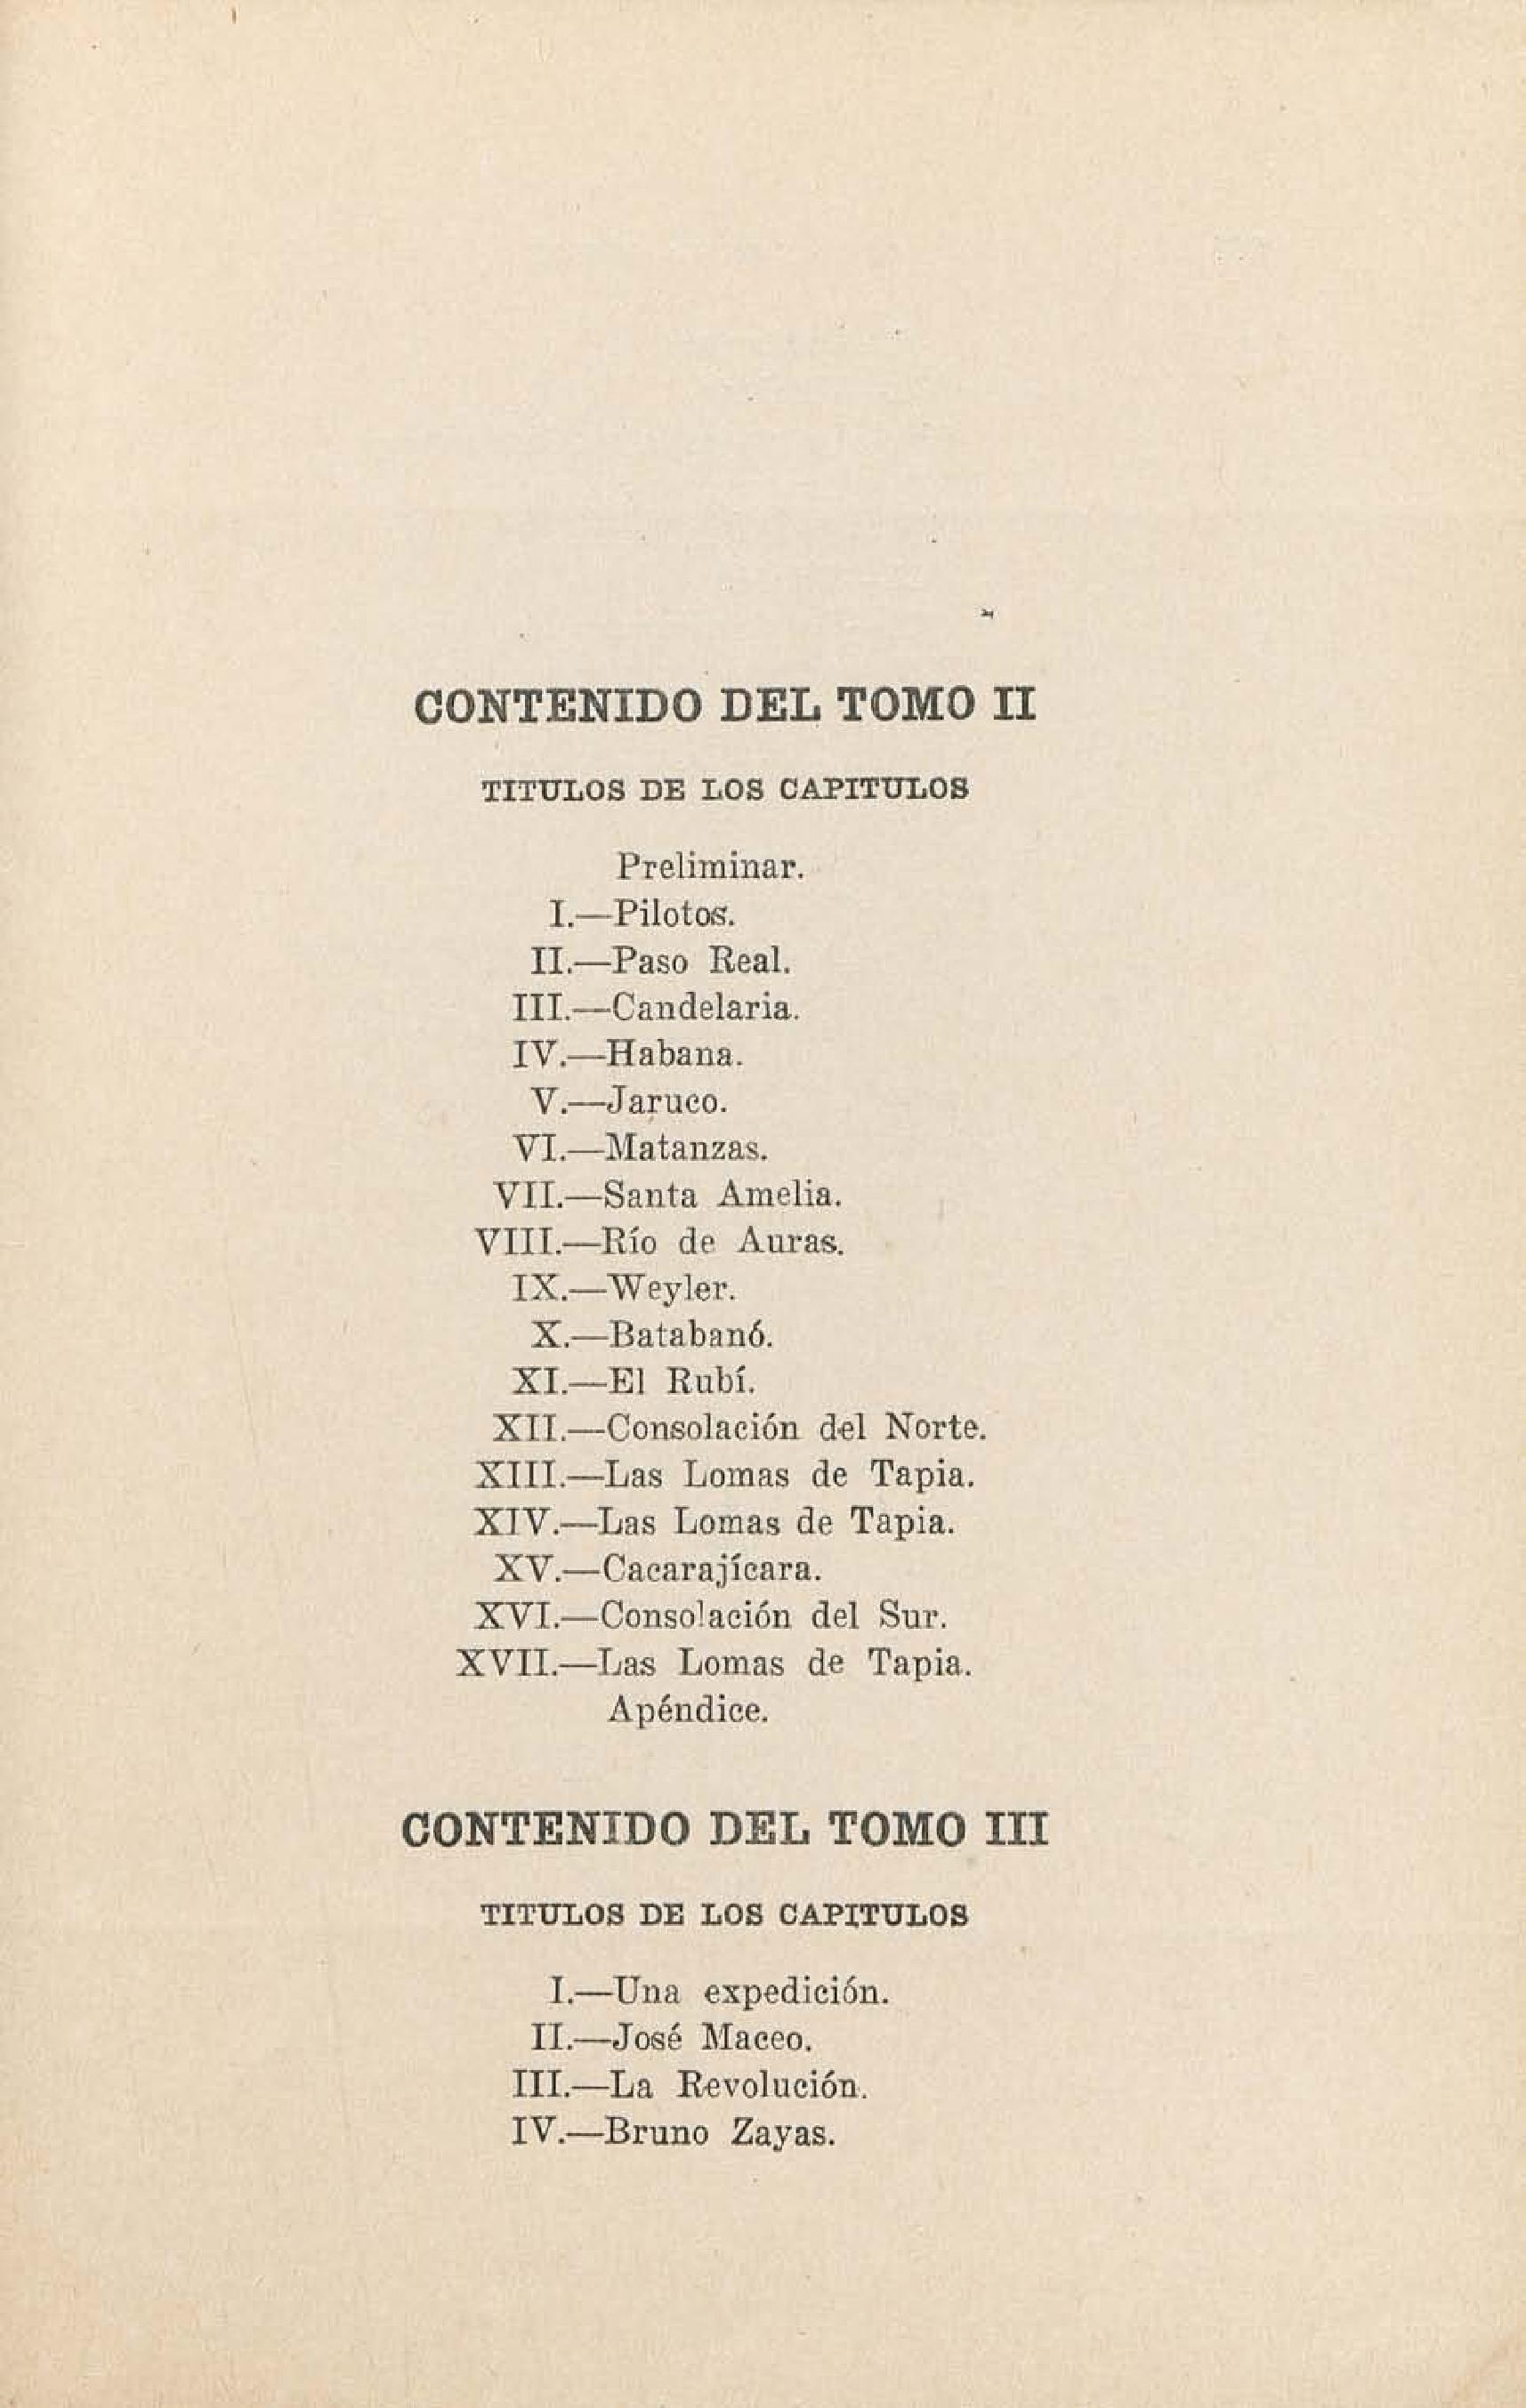 CONTENIDO DEL TOMO II
TITULOS DE LOS CAPITULOS
Preliminar.
I.—Pilotos.
II.—Paso Real.
III.—Candelaria.
IV.—Habana.
V.—Jaruco.
VI.—Matanzas.
VII.—Santa Amelia.
VIII.—Río de Auras.
IX.—Weyler.
X.—Batabanó.
XI.—El Rubí.
XII.—Consolación del Norte.
XIII.—Las Lomas de Tapia.
XIV.—Las Lomas de Tapia.
XV.—Cacarajícara.
XVI.—Consolación del Sur.
XVII.—Las Lomas de Tapia.
Apéndice.
CONTENIDO DEL TOMO III
TITULOS DE LOS CAPITULOS
I.—Una expedición.
II.—José Maceo.
III.—La Revolución.
IV.—Bruno Zayas.